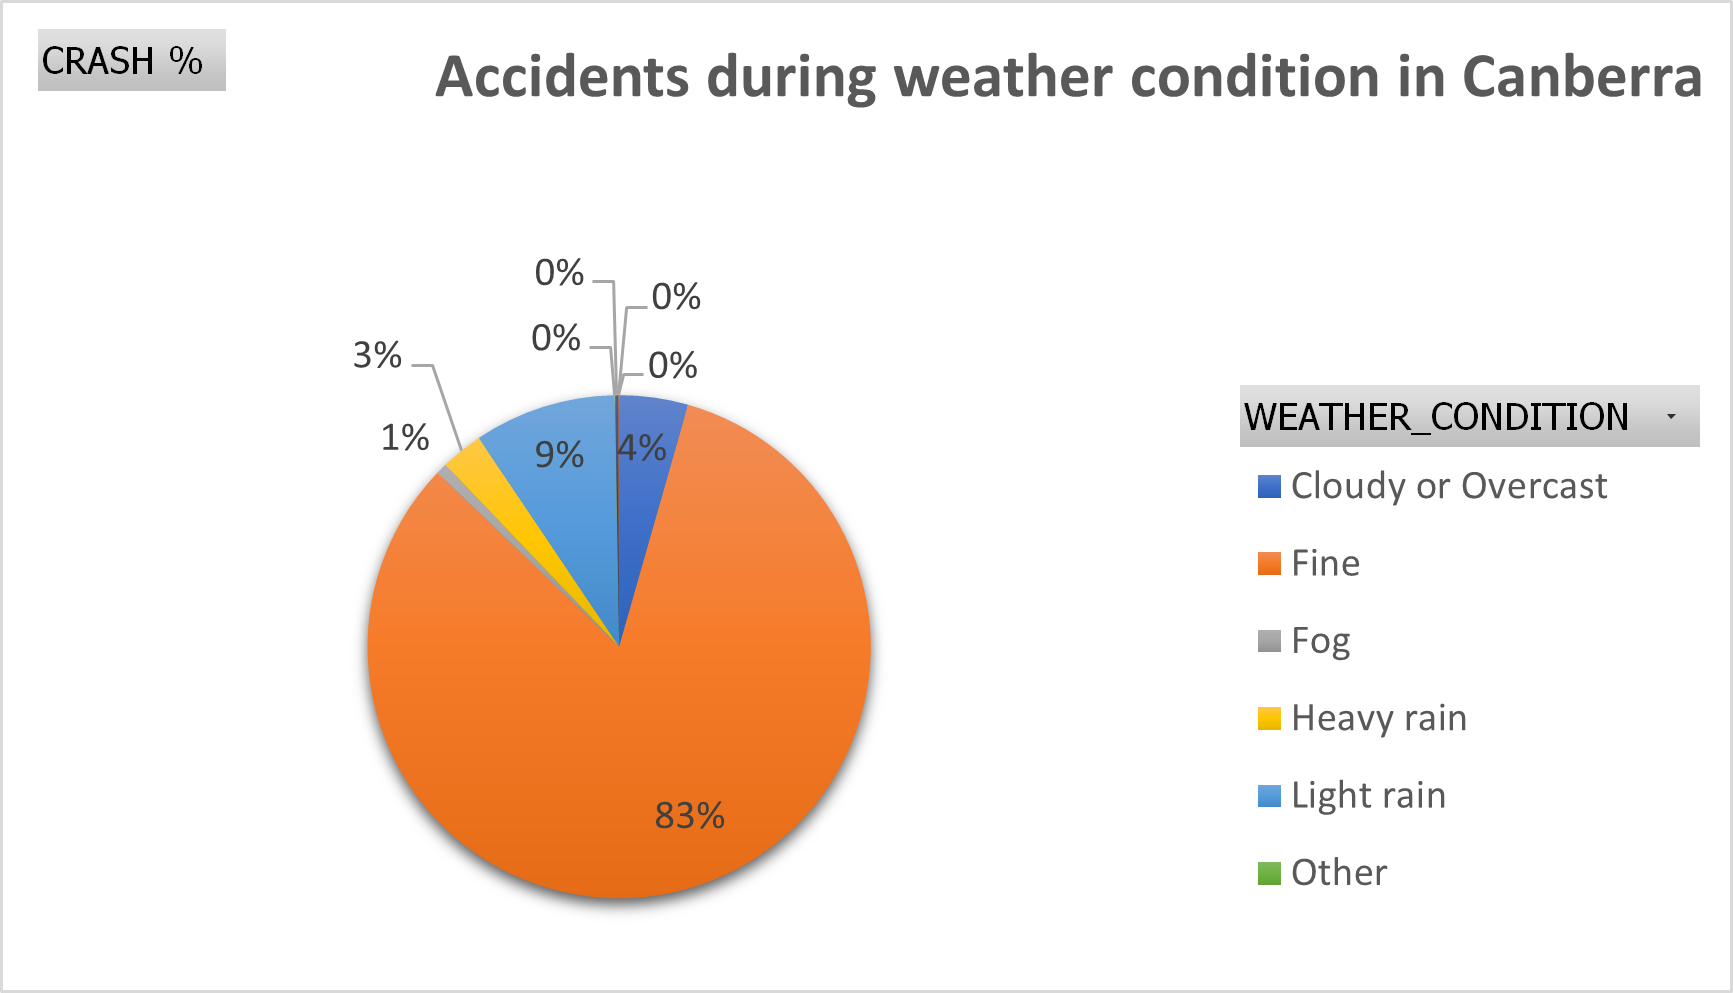 CRASH %
Accidents during weather condition in Canberra
0%
0%
0%
3%
0%
1%
9%
4%
83%
WEATHER_CONDITION
Cloudy or Overcast
Fine
Fog
Heavy rain
Light rain
Other